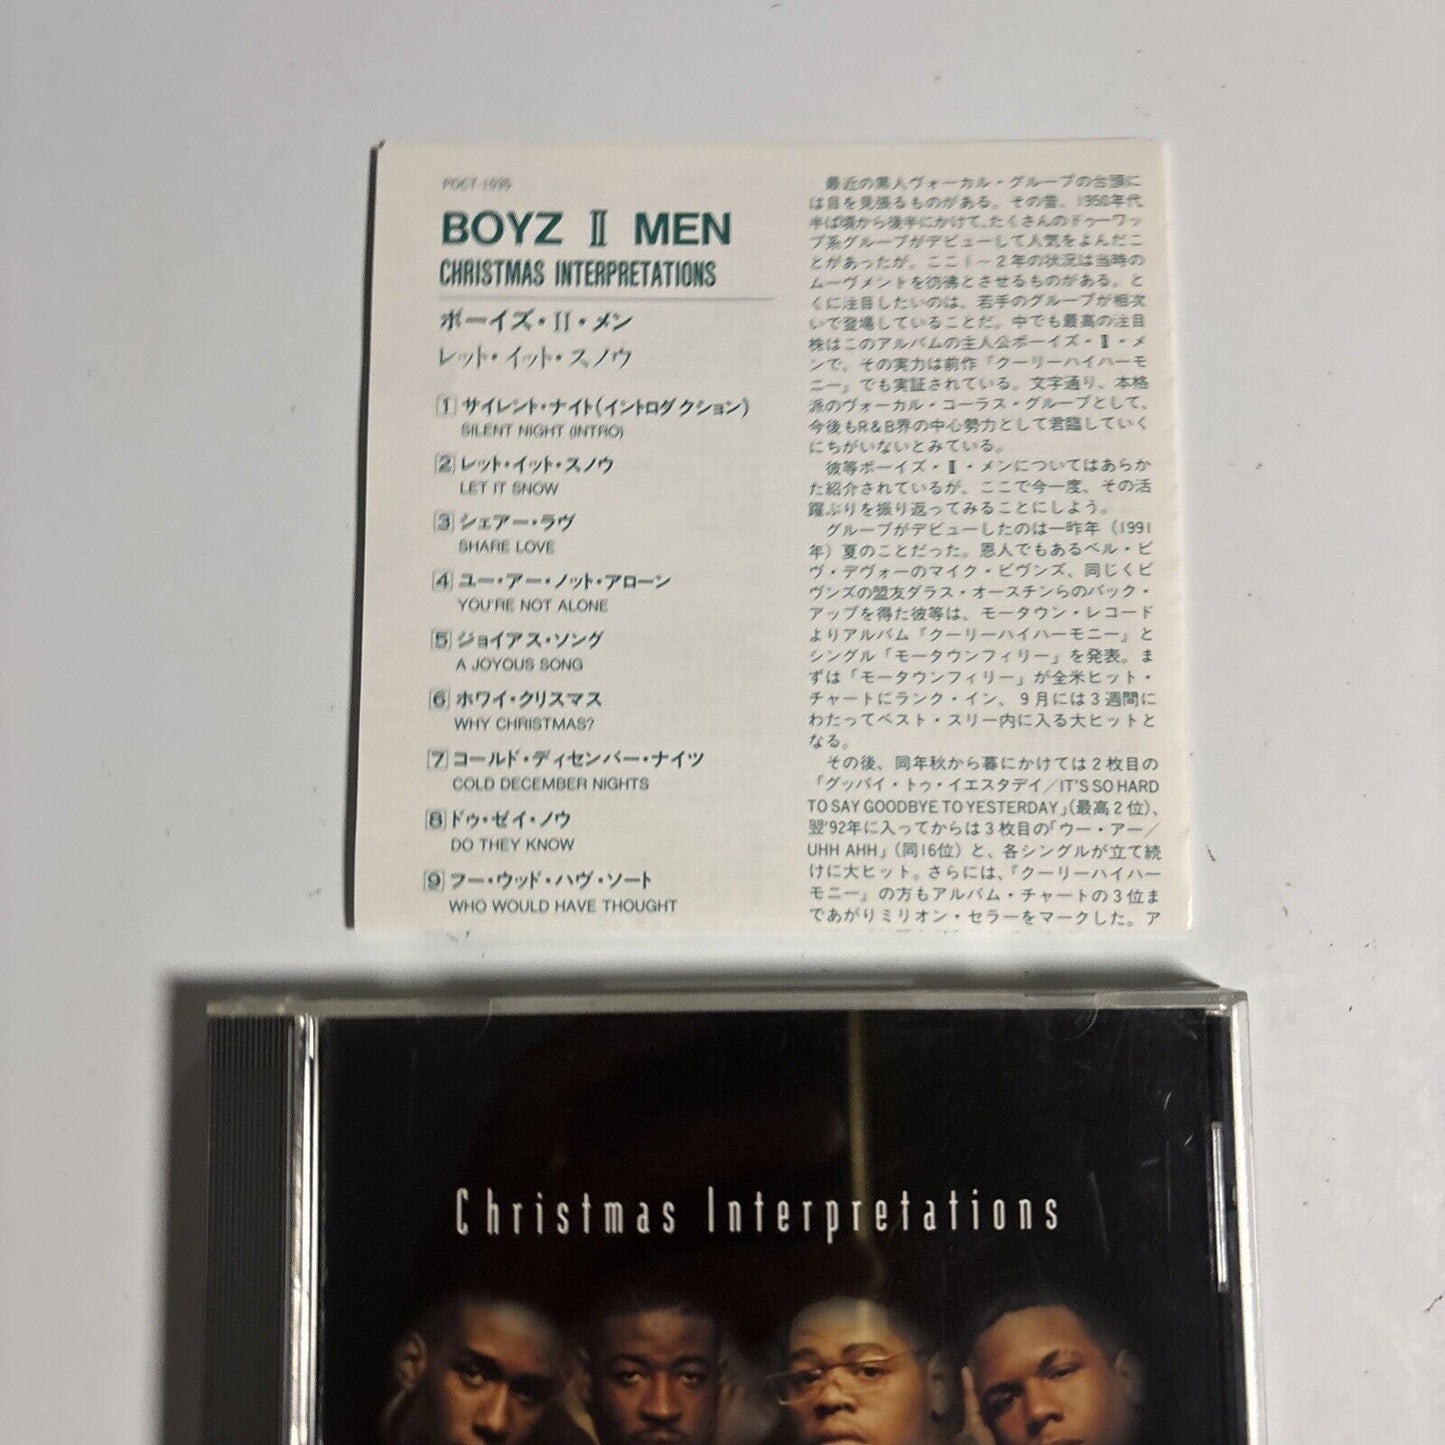 POCT-1095
BOYZ Ⅱ MEN
CHRISTMAS INTERPRETATIONS
ボーイズ・II・メン
レット・イット・スノウ
1 サイレント・ナイト(イントロダクション)
SILENT NIGHT (INTRO)
2 レット・イット・スノウ
LET IT SNOW
3 シェアー・ラヴ
SHARE LOVE
4 ユー・アー・ノット・アローン
YOU'RE NOT ALONE
5 ジョイアス・ソング
A JOYOUS SONG
6 ホワイ・クリスマス
WHY CHRISTMAS?
7 コールド・ディセンバー・ナイツ
COLD DECEMBER NIGHTS
8 ドゥ・ゼイ・ノウ
DO THEY KNOW
9 フー・ウッド・ハヴ・ソート
WHO WOULD HAVE THOUGHT
最近の黒人ヴォーカル・グループの台頭に
は目を見張るものがある。その昔、1950年代
半ば頃から後半にかけて、たくさんのドゥーワッ
プ系グループがデビューして人気をよんだこ
とがあったが、ここ1〜2年の状況は当時の
ムーヴメントを彷彿とさせるものがある。と
くに注目したいのは、若手のグループが相次
いで登場していることだ。中でも最高の注目
株はこのアルバムの主人公ボーイズ・Ⅱ・メ
ンで。その実力は前作『クーリーハイハーモ
ニー』でも実証されている。文字通り、本格
派のヴォーカル・コーラス・グループとして、
今後もR&B界の中心勢力として君臨していく
にちがいないとみている。
彼等ボーイズ・Ⅱ・メンについてはあらか
た紹介されているが、ここで今一度、その活
躍ぶりを振り返ってみることにしよう。
グループがデビューしたのは一昨年（1991
年）夏のことだった。恩人でもあるベル・ビ
ヴ・デヴォーのマイク・ビヴンズ、同じくビ
ヴンズの盟友ダラス・オースチンらのバック・
アップを得た彼等は、モータウン・レコード
よりアルバム『クーリーハイハーモニー』と
シングル「モータウンフィリー」を発表。ま
ずは「モータウンフィリー」が全米ヒット・
チャートにランク・イン、9月には3週間に
わたってベスト・スリー内に入る大ヒットと
なる。
その後、同年秋から暮にかけては2枚目の
「グッバイ・トゥ・イエスタデイ／IT'S SO HARD
TO SAY GOODBYE TO YESTERDAY」(最高2位)、
翌'92年に入ってからは3枚目の「ウー・アー／
UHH AHH」(同16位) と、各シングルが立て続
けに大ヒット。さらには、『クーリーハイハー
モニー』の方もアルバム・チャートの3位ま
であがりミリオン・セラーをマークした。ア
Christmas Interpretations